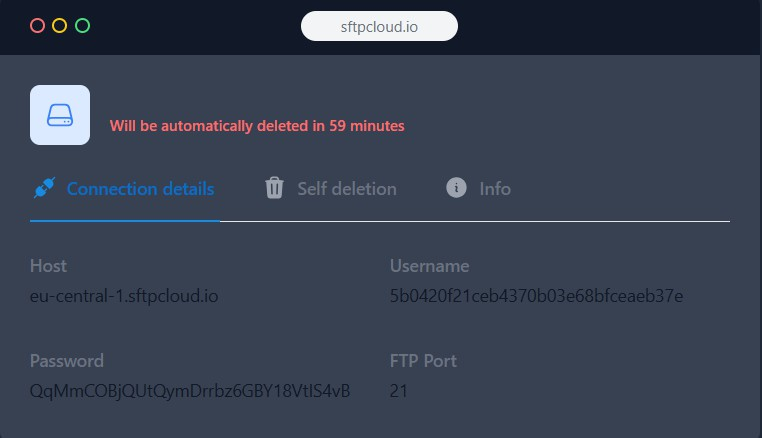 sftpcloud.io
Will be automatically deleted in 59 minutes
Connection details
Self deletion
Info
Host
Username
eu-central-1.sftpcloud.io
5b0420f21ceb4370b03e68bfceaeb37e
Password
FTP Port
QqMmCOBjQUtQymDrrbz6GBY18VtIS4vB
21